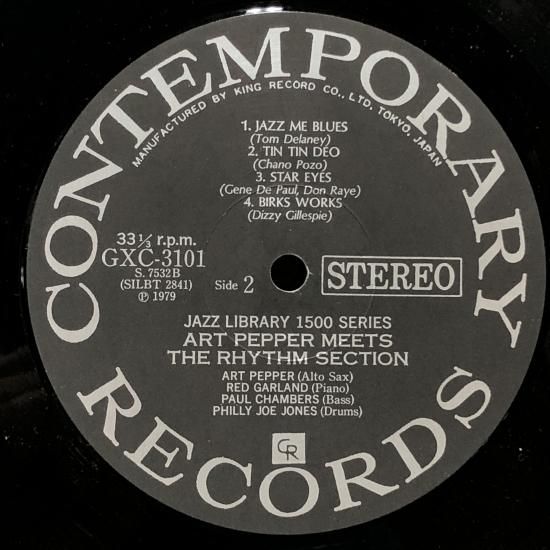 CONTEMPORARY
MANUFACTURED BY KING RECORD CO., LTD. TOKYO, JAPAN
1. JAZZ ME BLUES
(Tom Delaney)
2. TIN TIN DEO
(Chano Pozo)
3. STAR EYES
(Gene De Paul, Don Raye)
4. BIRKS WORKS
(Dizzy Gillespie)
33 1/3 r.p.m.
GXC-3101
S. 7532B
(SILBT 2841)
℗ 1979
Side 2
STEREO
JAZZ LIBRARY 1500 SERIES
ART PEPPER MEETS
THE RHYTHM SECTION
ART PEPPER (Alto Sax)
RED GARLAND (Piano)
PAUL CHAMBERS (Bass)
PHILLY JOE JONES (Drums)
CR
RECORDS